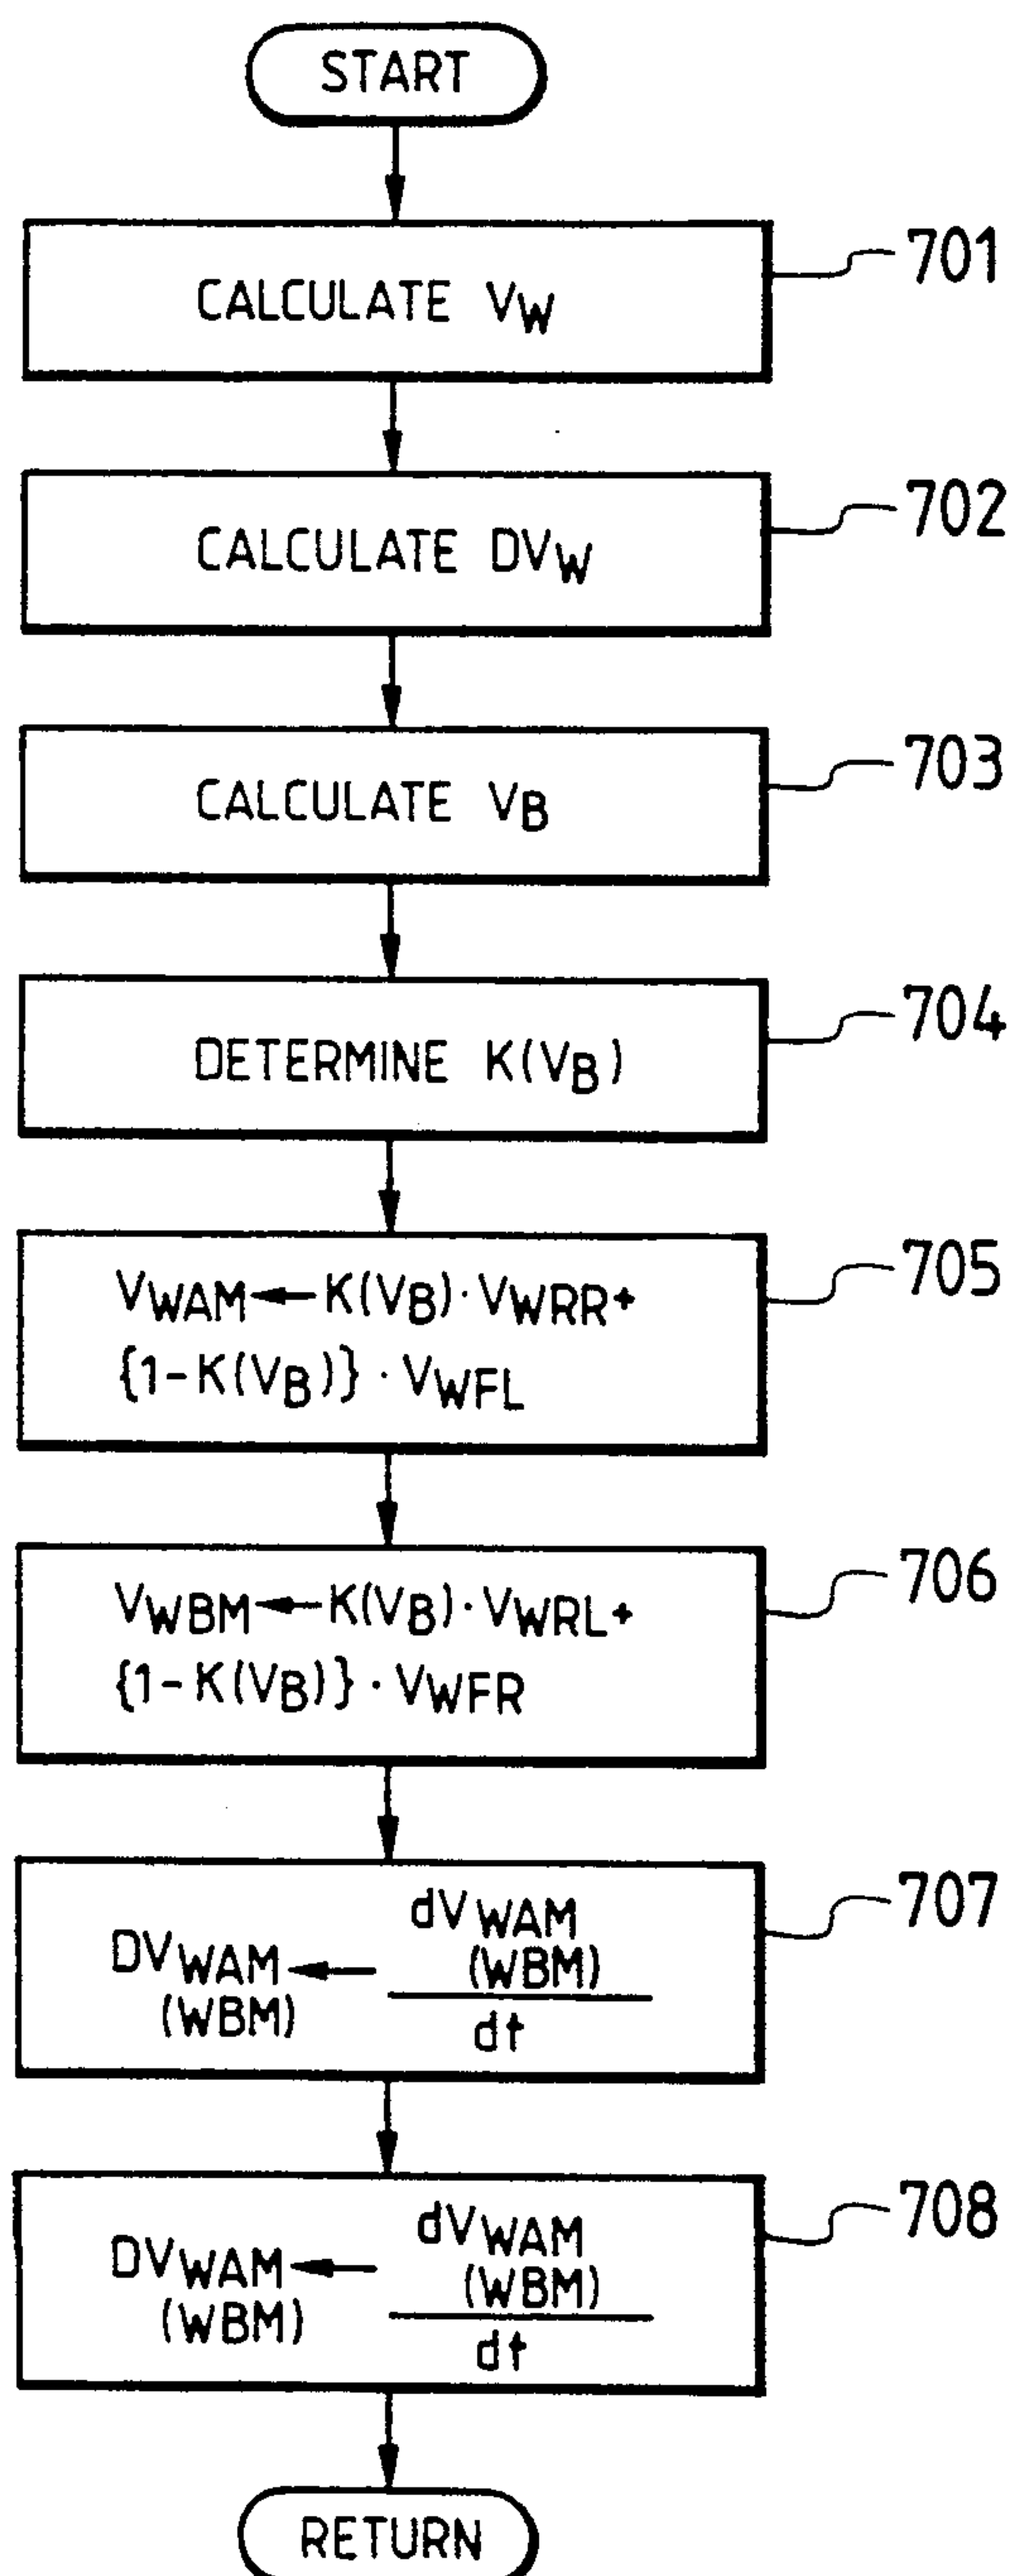 START
CALCULATE VW
701
CALCULATE DVW
702
CALCULATE VB
703
DETERMINE K(VB)
704
VWAM ← K(VB)·VWRR+
{1-K(VB)}·VWFL
705
VWBM ← K(VB)·VWRL+
{1-K(VB)}·VWFR
706
DVWAM ← dVWAM
(WBM) (WBM)
dt
707
DVWAM ← dVWAM
(WBM) (WBM)
dt
708
RETURN